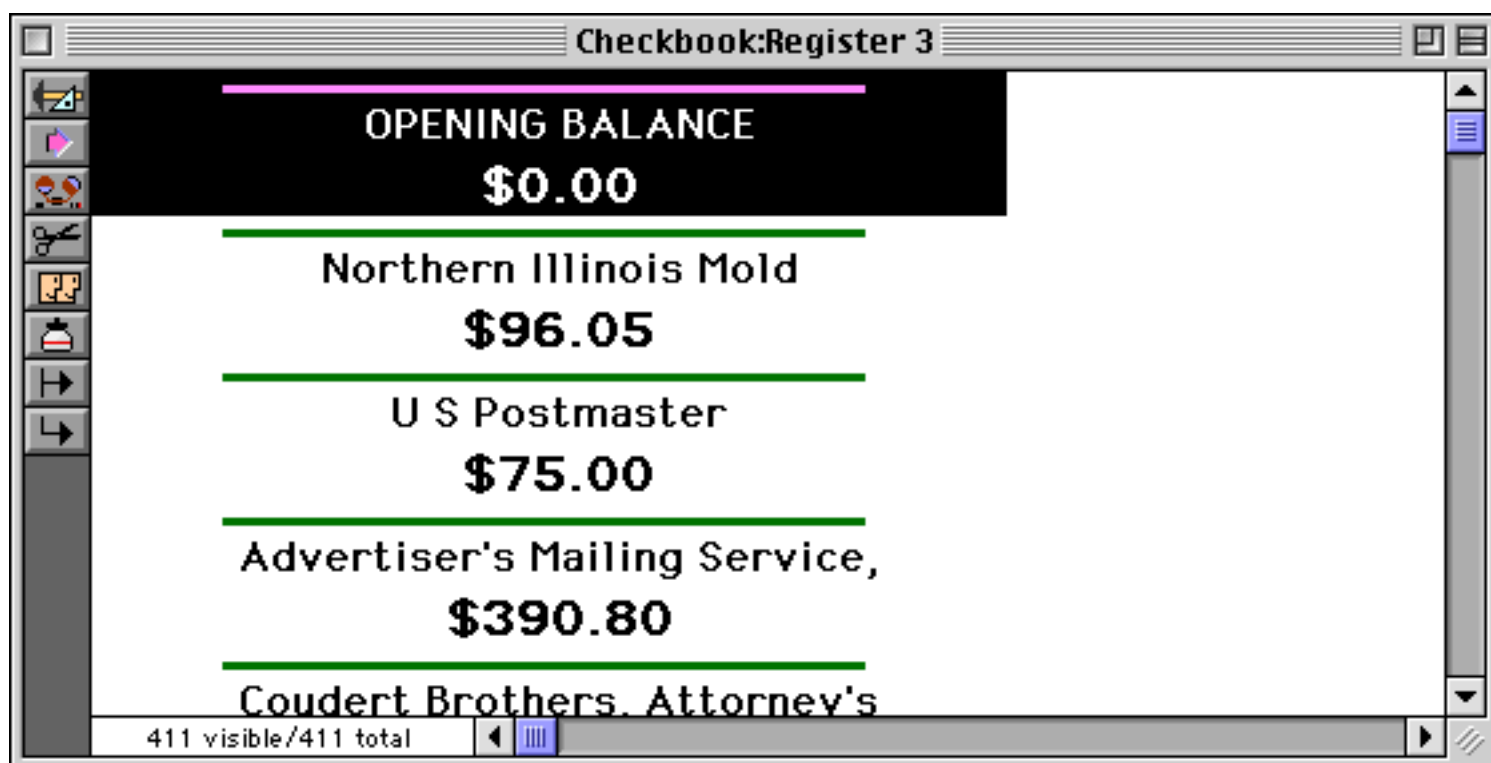 Checkbook:Register 3
OPENING BALANCE
$0.00
Northern Illinois Mold
$96.05
U S Postmaster
$75.00
Advertiser's Mailing Service,
$390.80
Coudert Brothers, Attorney's
411 visible/411 total